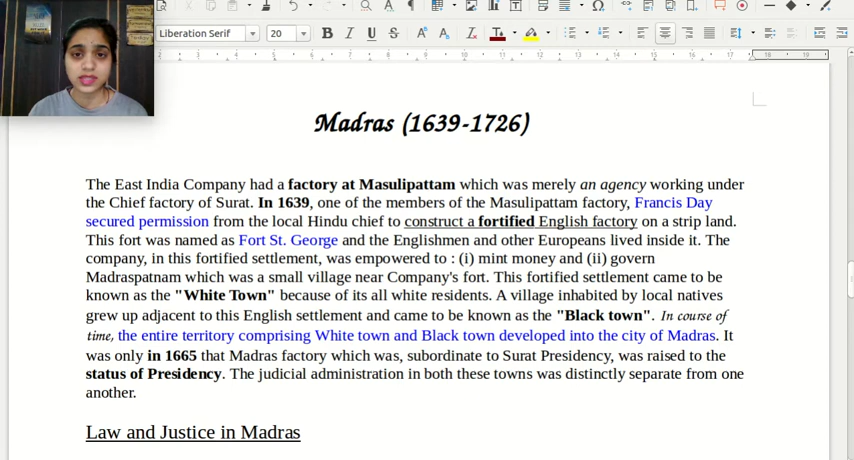 Liberation Serif
20
Madras (1639-1726)
The East India Company had a factory at Masulipattam which was merely an agency working under
the Chief factory of Surat. In 1639, one of the members of the Masulipattam factory, Francis Day
secured permission from the local Hindu chief to construct a fortified English factory on a strip land.
This fort was named as Fort St. George and the Englishmen and other Europeans lived inside it. The
company, in this fortified settlement, was empowered to : (i) mint money and (ii) govern
Madraspatnam which was a small village near Company's fort. This fortified settlement came to be
known as the "White Town" because of its all white residents. A village inhabited by local natives
grew up adjacent to this English settlement and came to be known as the "Black town". In course of
time, the entire territory comprising White town and Black town developed into the city of Madras. It
was only in 1665 that Madras factory which was, subordinate to Surat Presidency, was raised to the
status of Presidency. The judicial administration in both these towns was distinctly separate from one
another.
Law and Justice in Madras